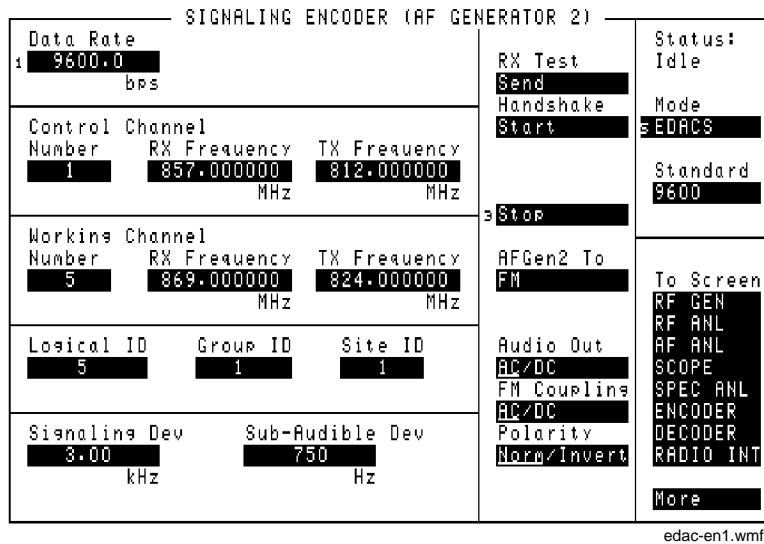 SIGNALING ENCODER (AF GENERATOR 2)
Data Rate
1 9600.0
bps
Control Channel
Number RX Frequency TX Frequency
1 857.000000 812.000000
MHz MHz
Working Channel
Number RX Frequency TX Frequency
5 869.000000 824.000000
MHz MHz
Logical ID Group ID Site ID
5 1 1
Signaling Dev Sub-Audible Dev
3.00 750
kHz Hz
RX Test
Send
Handshake
Start
3 Stop
AFGen2 To
FM
Audio Out
AC/DC
FM Coupling
AC/DC
Polarity
Norm/Invert
Status:
Idle
Mode
5 EDACS
Standard
9600
To Screen
RF GEN
RF ANL
AF ANL
SCOPE
SPEC ANL
ENCODER
DECODER
RADIO INT
More
edac-en1.wmf